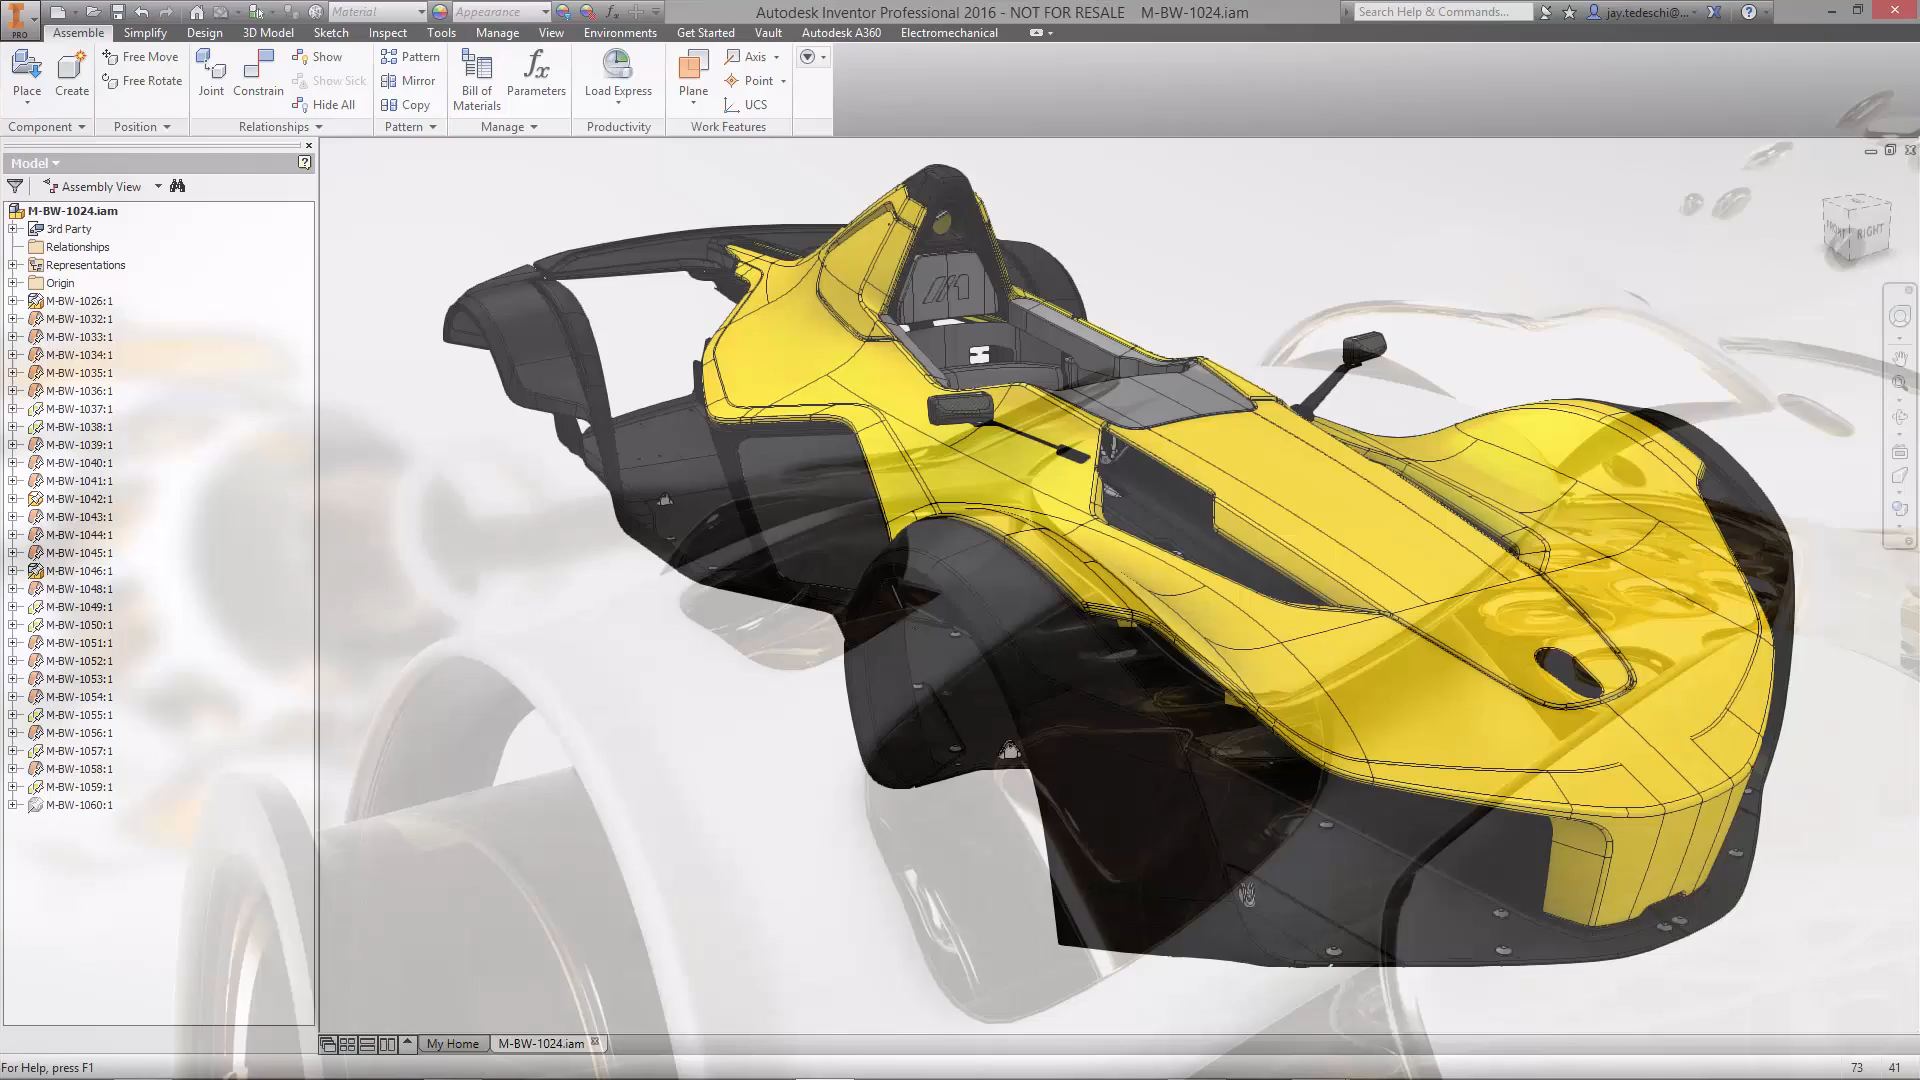 Material
Appearance
Autodesk Inventor Professional 2016 - NOT FOR RESALE M-BW-1024.iam
Search Help & Commands...
jay.tedeschi@...
PRO
Assemble Simplify Design 3D Model Sketch Inspect Tools Manage View Environments Get Started Vault Autodesk A360 Electromechanical
Place
Create
Free Move
Free Rotate
Joint
Constrain
Show
Show Sick
Hide All
Pattern
Mirror
Copy
Bill of
Materials
fx
Parameters
Load Express
Plane
Axis
Point
UCS
Component Position Relationships Pattern Manage Productivity Work Features
Model
Assembly View
M-BW-1024.iam
3rd Party
Relationships
Representations
Origin
M-BW-1026:1
M-BW-1032:1
M-BW-1033:1
M-BW-1034:1
M-BW-1035:1
M-BW-1036:1
M-BW-1037:1
M-BW-1038:1
M-BW-1039:1
M-BW-1040:1
M-BW-1041:1
M-BW-1042:1
M-BW-1043:1
M-BW-1044:1
M-BW-1045:1
M-BW-1046:1
M-BW-1048:1
M-BW-1049:1
M-BW-1050:1
M-BW-1051:1
M-BW-1052:1
M-BW-1053:1
M-BW-1054:1
M-BW-1055:1
M-BW-1056:1
M-BW-1057:1
M-BW-1058:1
M-BW-1059:1
M-BW-1060:1
FRONT
RIGHT
My Home
M-BW-1024.iam
For Help, press F1
73 41